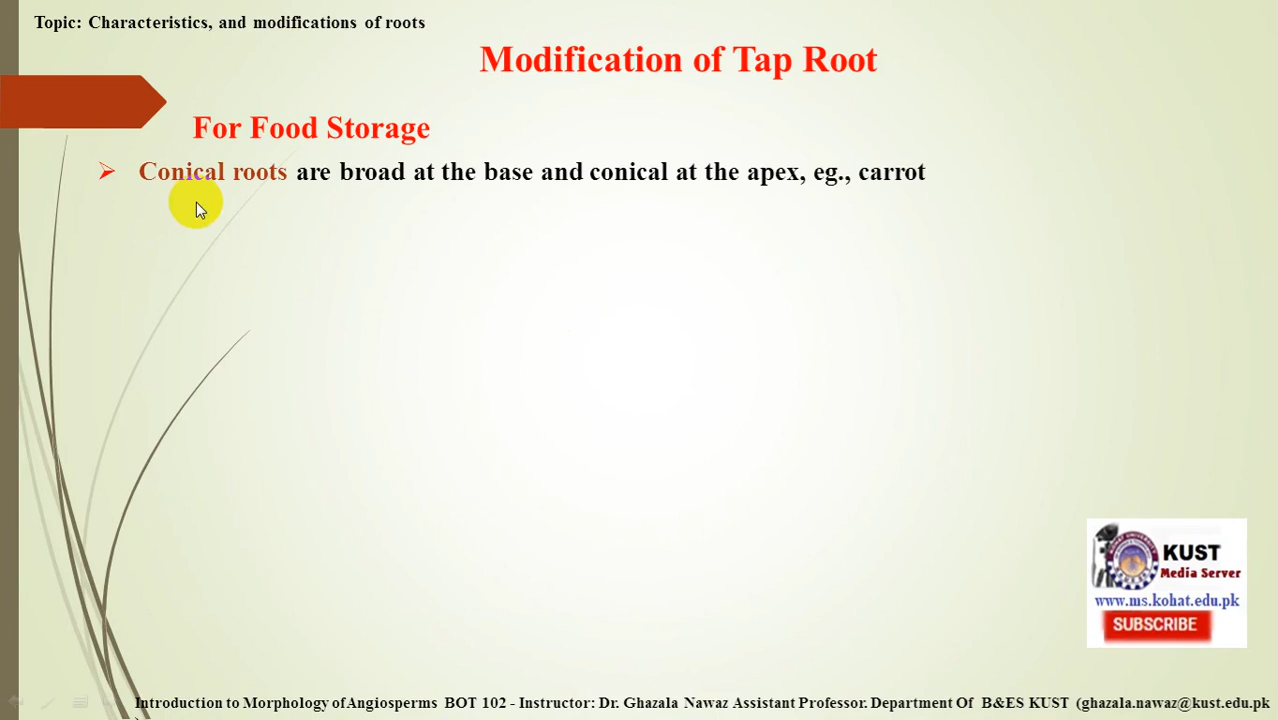 Topic: Characteristics, and modifications of roots
Modification of Tap Root
For Food Storage
Conical roots are broad at the base and conical at the apex, eg., carrot
KUST
Media Server
www.ms.kohat.edu.pk
SUBSCRIBE
Introduction to Morphology of Angiosperms BOT 102 - Instructor: Dr. Ghazala Nawaz Assistant Professor. Department Of B&ES KUST (ghazala.nawaz@kust.edu.pk
)